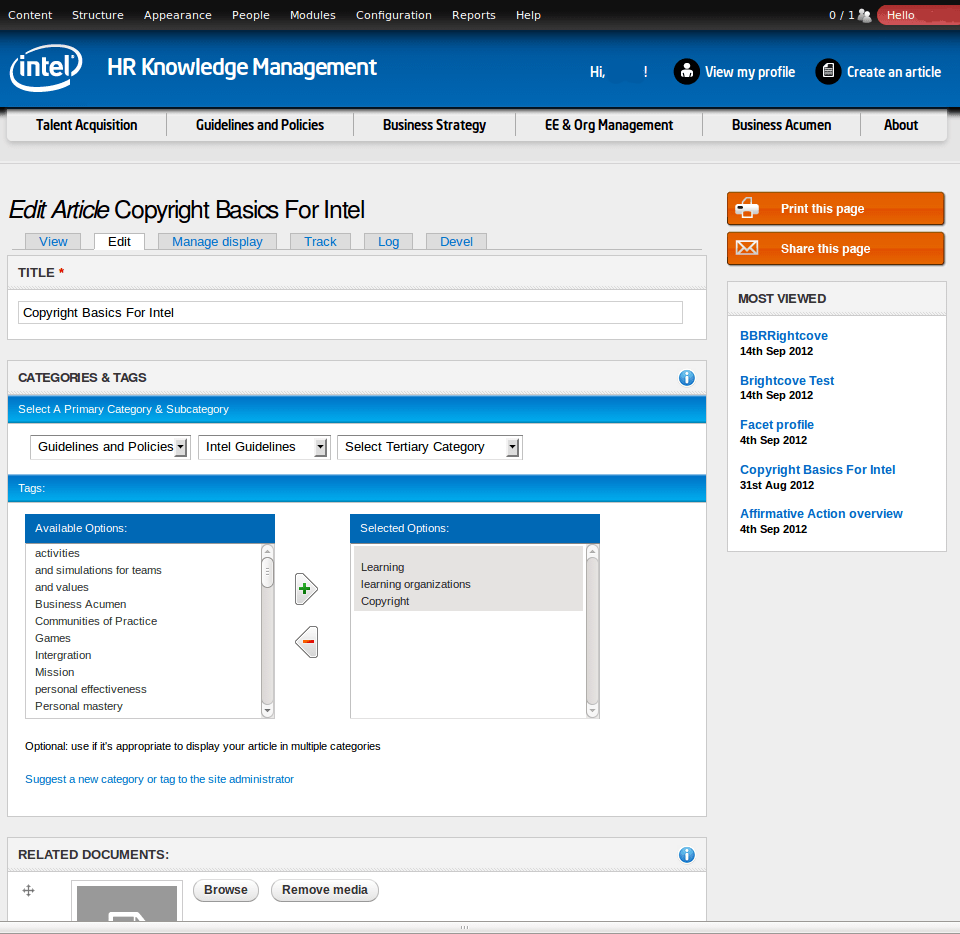 Content Structure Appearance People Modules Configuration Reports Help 0 / 1 Hello
intel HR Knowledge Management Hi, ! View my profile Create an article
Talent Acquisition Guidelines and Policies Business Strategy EE & Org Management Business Acumen About
Edit Article Copyright Basics For Intel
View Edit Manage display Track Log Devel
TITLE *
Copyright Basics For Intel
CATEGORIES & TAGS
Select A Primary Category & Subcategory
Guidelines and Policies Intel Guidelines Select Tertiary Category
Tags:
Available Options:
activities
and simulations for teams
and values
Business Acumen
Communities of Practice
Games
Intergration
Mission
personal effectiveness
Personal mastery
Selected Options:
Learning
learning organizations
Copyright
Optional: use if it's appropriate to display your article in multiple categories
Suggest a new category or tag to the site administrator
RELATED DOCUMENTS:
Browse Remove media
Print this page
Share this page
MOST VIEWED
BBRRightcove
14th Sep 2012
Brightcove Test
14th Sep 2012
Facet profile
4th Sep 2012
Copyright Basics For Intel
31st Aug 2012
Affirmative Action overview
4th Sep 2012